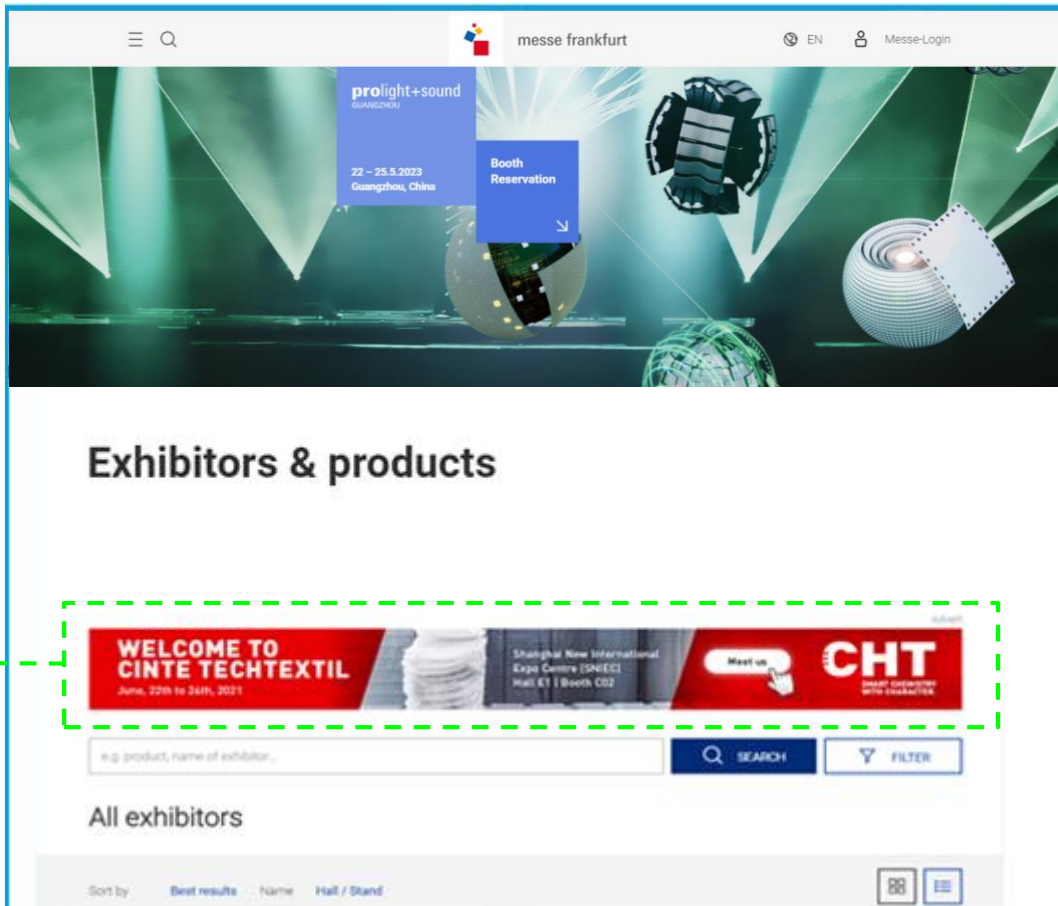 messe frankfurt
EN
Messe-Login
prolight+sound
GUANGZHOU
22 – 25.5.2023
Guangzhou, China
Booth
Reservation
Exhibitors & products
Advert
WELCOME TO
CINTE TECHTEXTIL
June, 22th to 24th, 2021
Shanghai New International
Expo Centre (SNIEC)
Hall E1 | Booth C02
Meet us
CHT
SMART CHEMISTRY
WITH CHARACTER.
e.g. product, name of exhibitor...
SEARCH
FILTER
All exhibitors
Sort by Best results Name Hall / Stand